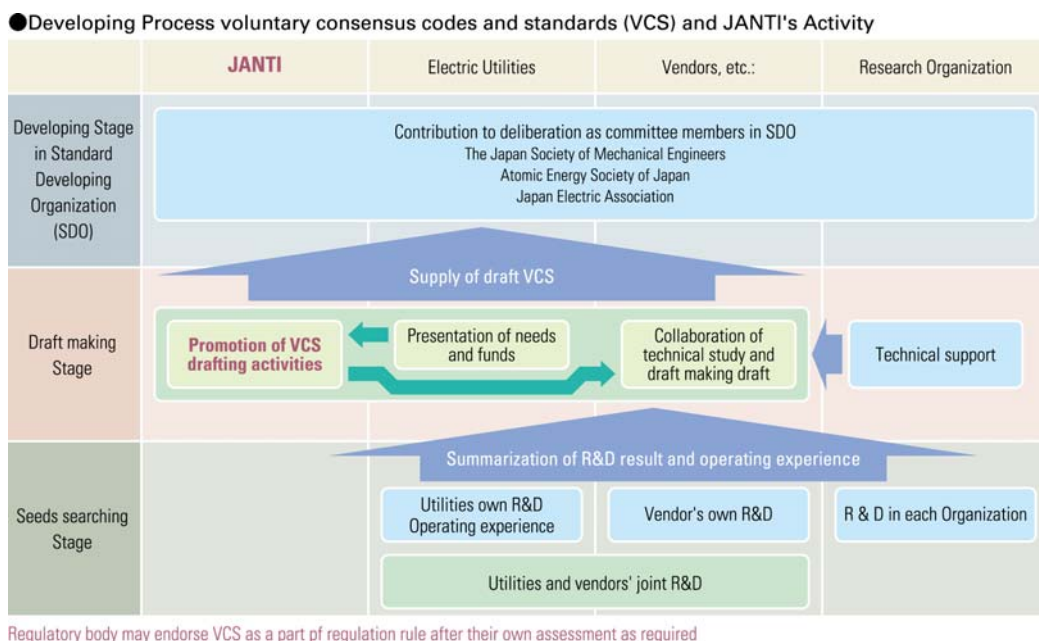 ●Developing Process voluntary consensus codes and standards (VCS) and JANTI's Activity
JANTI
Electric Utilities
Vendors, etc.:
Research Organization
Developing Stage
in Standard
Developing
Organization
(SDO)
Contribution to deliberation as committee members in SDO
The Japan Society of Mechanical Engineers
Atomic Energy Society of Japan
Japan Electric Association
Supply of draft VCS
Draft making
Stage
Promotion of VCS
drafting activities
Presentation of needs
and funds
Collaboration of
technical study and
draft making draft
Technical support
Summarization of R&D result and operating experience
Seeds searching
Stage
Utilities own R&D
Operating experience
Vendor's own R&D
R & D in each Organization
Utilities and vendors' joint R&D
Regulatory body may endorse VCS as a part pf regulation rule after their own assessment as required